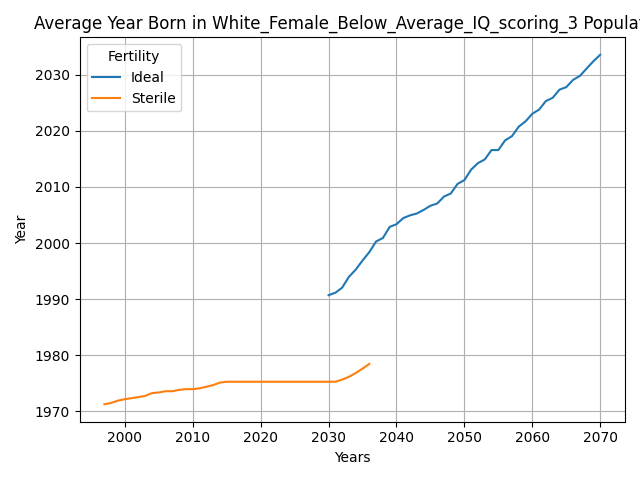 Average Year Born in White_Female_Below_Average_IQ_scoring_3 Populat
Fertility
Ideal
Sterile
Year
2030
2020
2010
2000
1990
1980
1970
2000 2010 2020 2030 2040 2050 2060 2070
Years